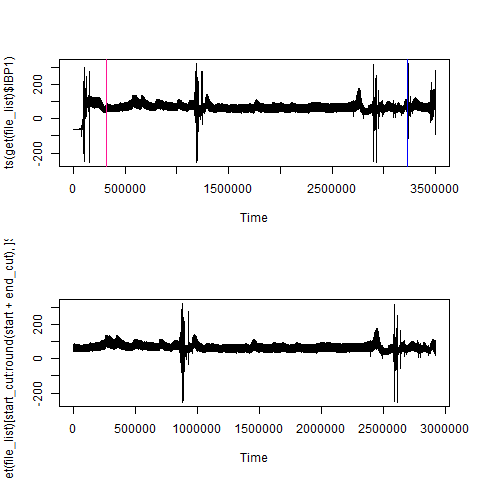 ts(get(file_list)$IBP1)
200
0
-200
0 500000 1500000 2500000 3500000
Time
et(file_list)[start_cut:round(start + end_cut), ]$
200
0
-200
0 500000 1000000 1500000 2000000 2500000 3000000
Time